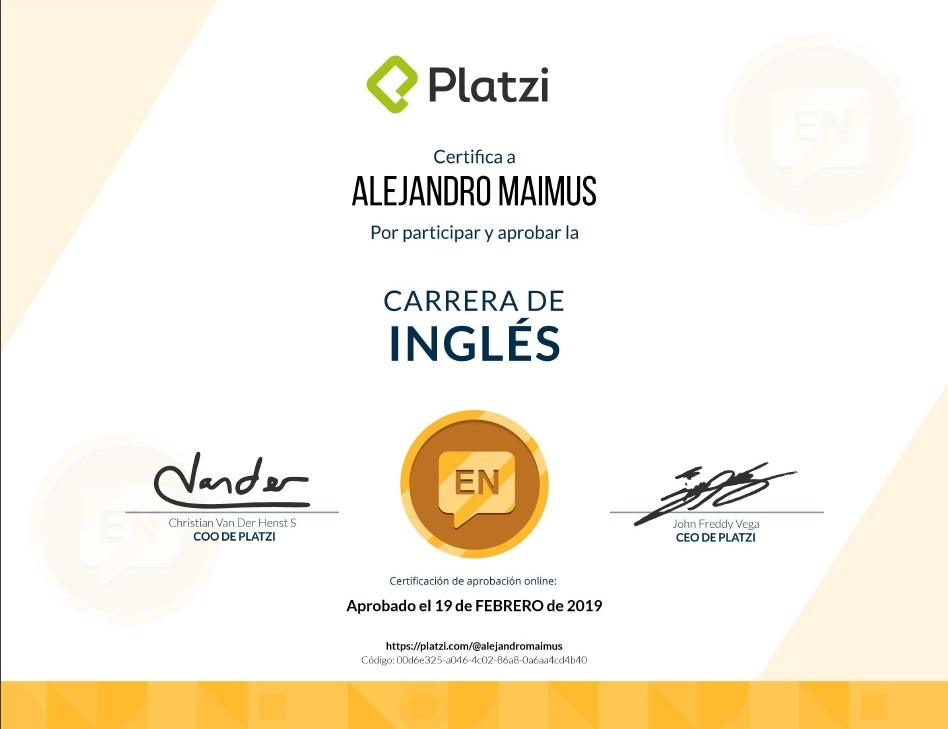 Platzi
Certifica a
ALEJANDRO MAIMUS
Por participar y aprobar la
CARRERA DE
INGLÉS
EN
EN
EN
Vander
Christian Van Der Henst S
COO DE PLATZI
John Freddy Vega
CEO DE PLATZI
Certificación de aprobación online:
Aprobado el 19 de FEBRERO de 2019
https://platzi.com/@alejandromaimus
Código: 00d6e325-a046-4c02-86a8-0a6aa4cd4b40